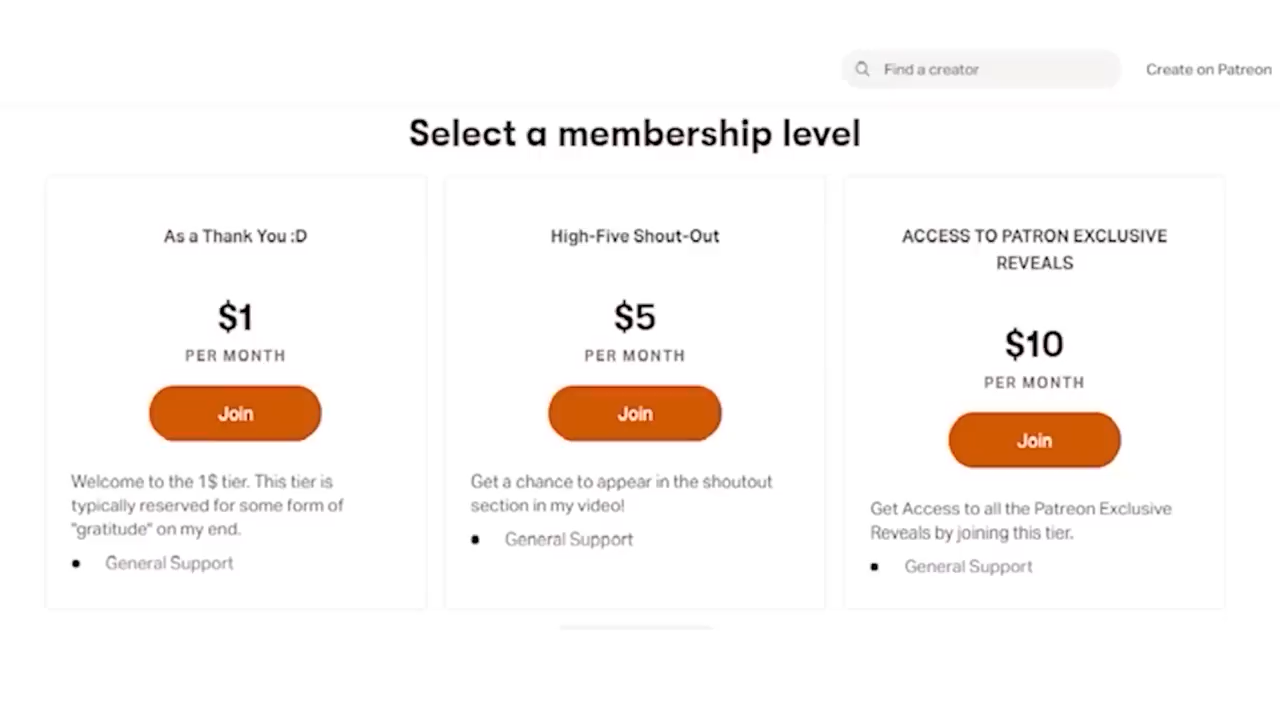 Find a creator
Create on Patreon
Select a membership level
As a Thank You :D
$1
PER MONTH
Join
Welcome to the 1$ tier. This tier is
typically reserved for some form of
"gratitude" on my end.
General Support
High-Five Shout-Out
$5
PER MONTH
Join
Get a chance to appear in the shoutout
section in my video!
General Support
ACCESS TO PATRON EXCLUSIVE
REVEALS
$10
PER MONTH
Join
Get Access to all the Patreon Exclusive
Reveals by joining this tier.
General Support